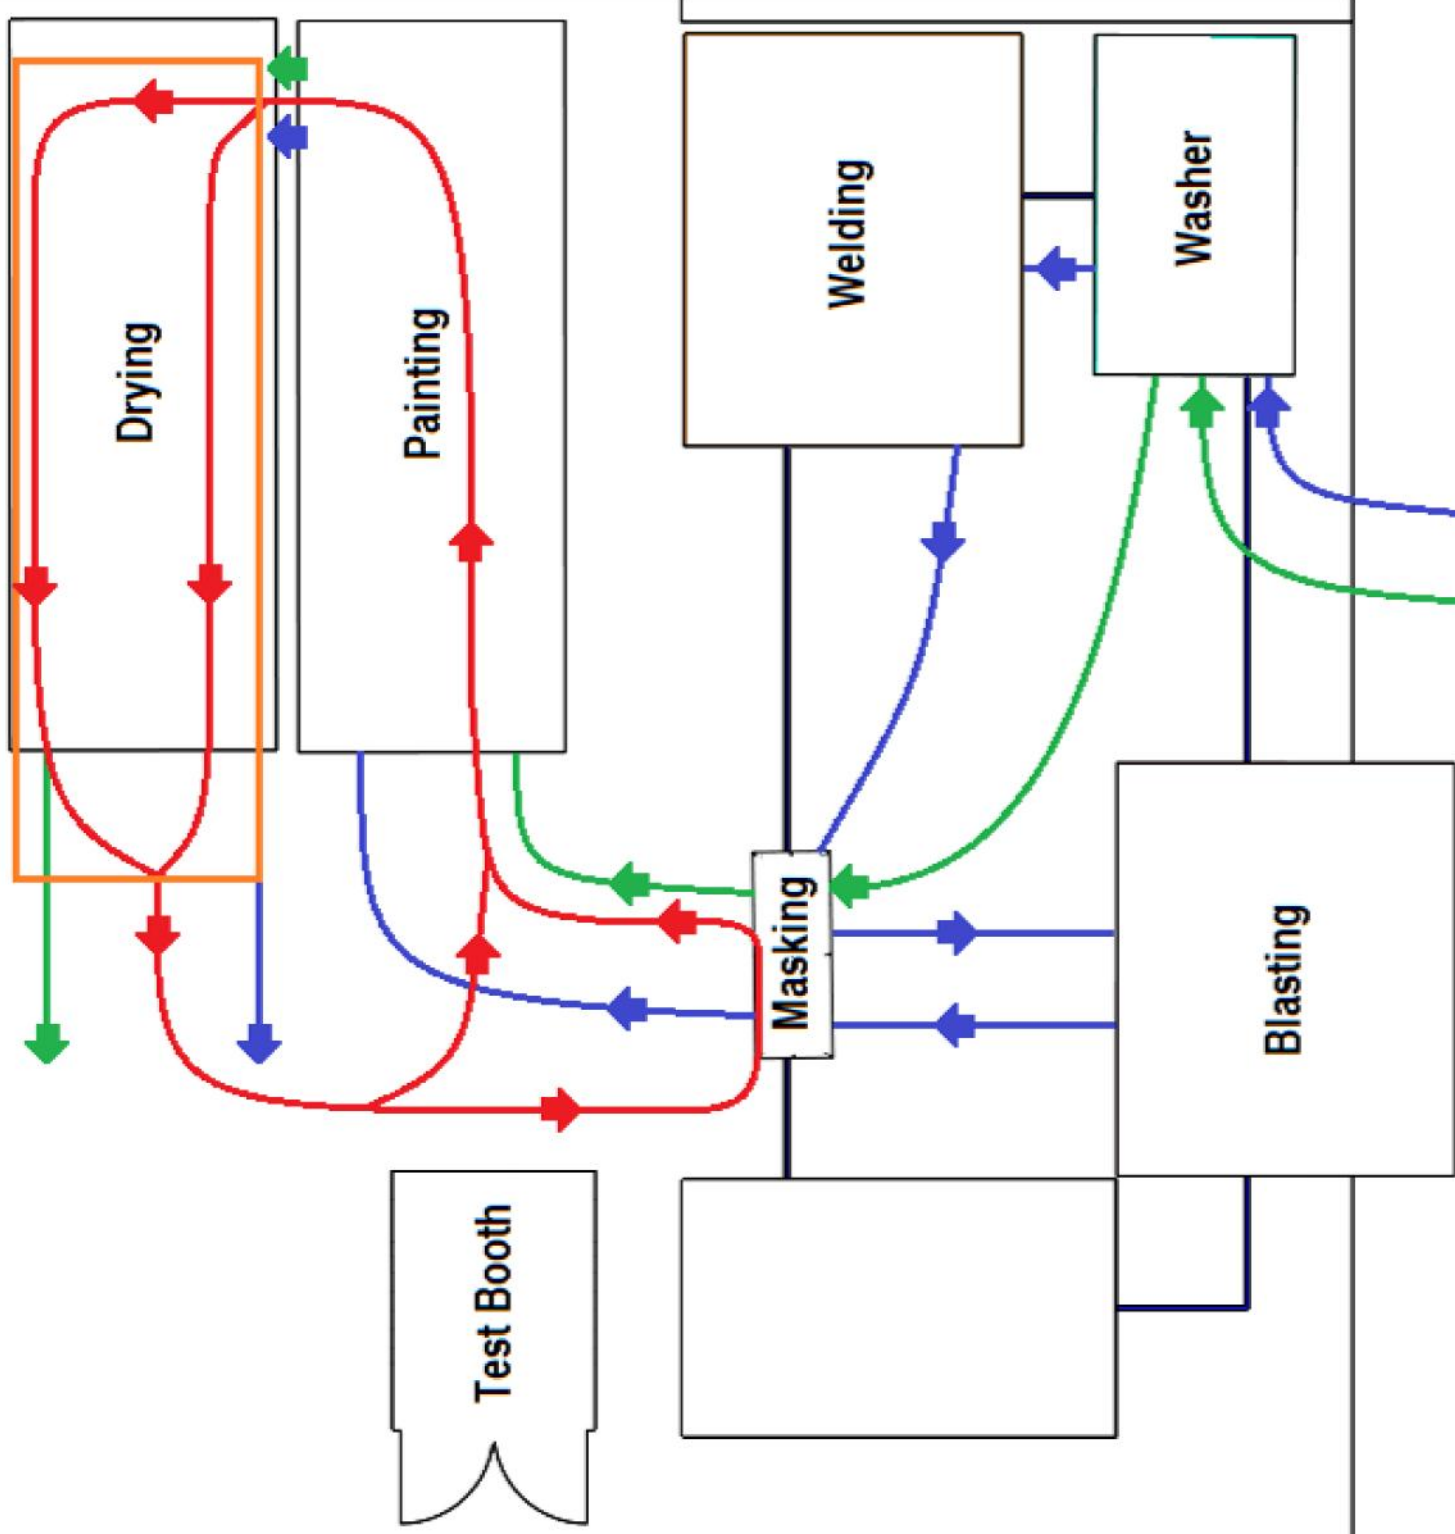 Drying
Painting
Welding
Washer
Masking
Blasting
Test Booth